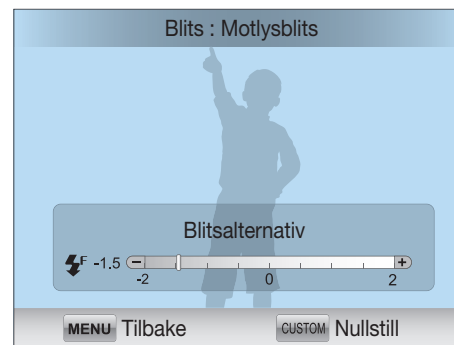 Blits : Motlysblits
Blitsalternativ
F -1.5 − +
-2 0 2
MENU Tilbake CUSTOM Nullstill